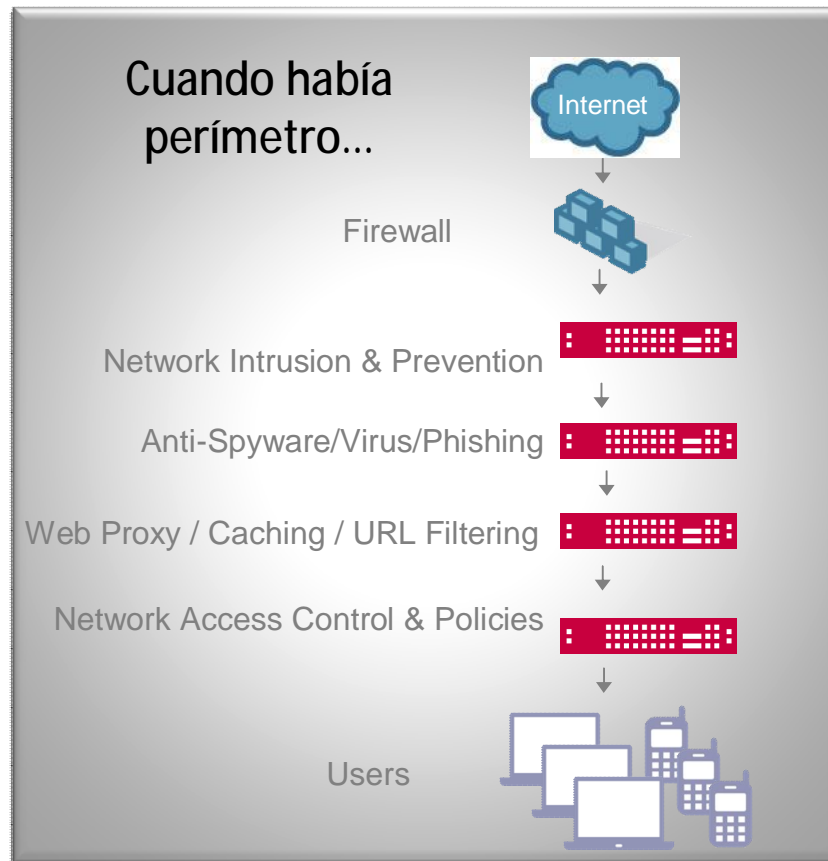 Cuando había
perímetro...
Internet
Firewall
Network Intrusion & Prevention
Anti-Spyware/Virus/Phishing
Web Proxy / Caching / URL Filtering
Network Access Control & Policies
Users